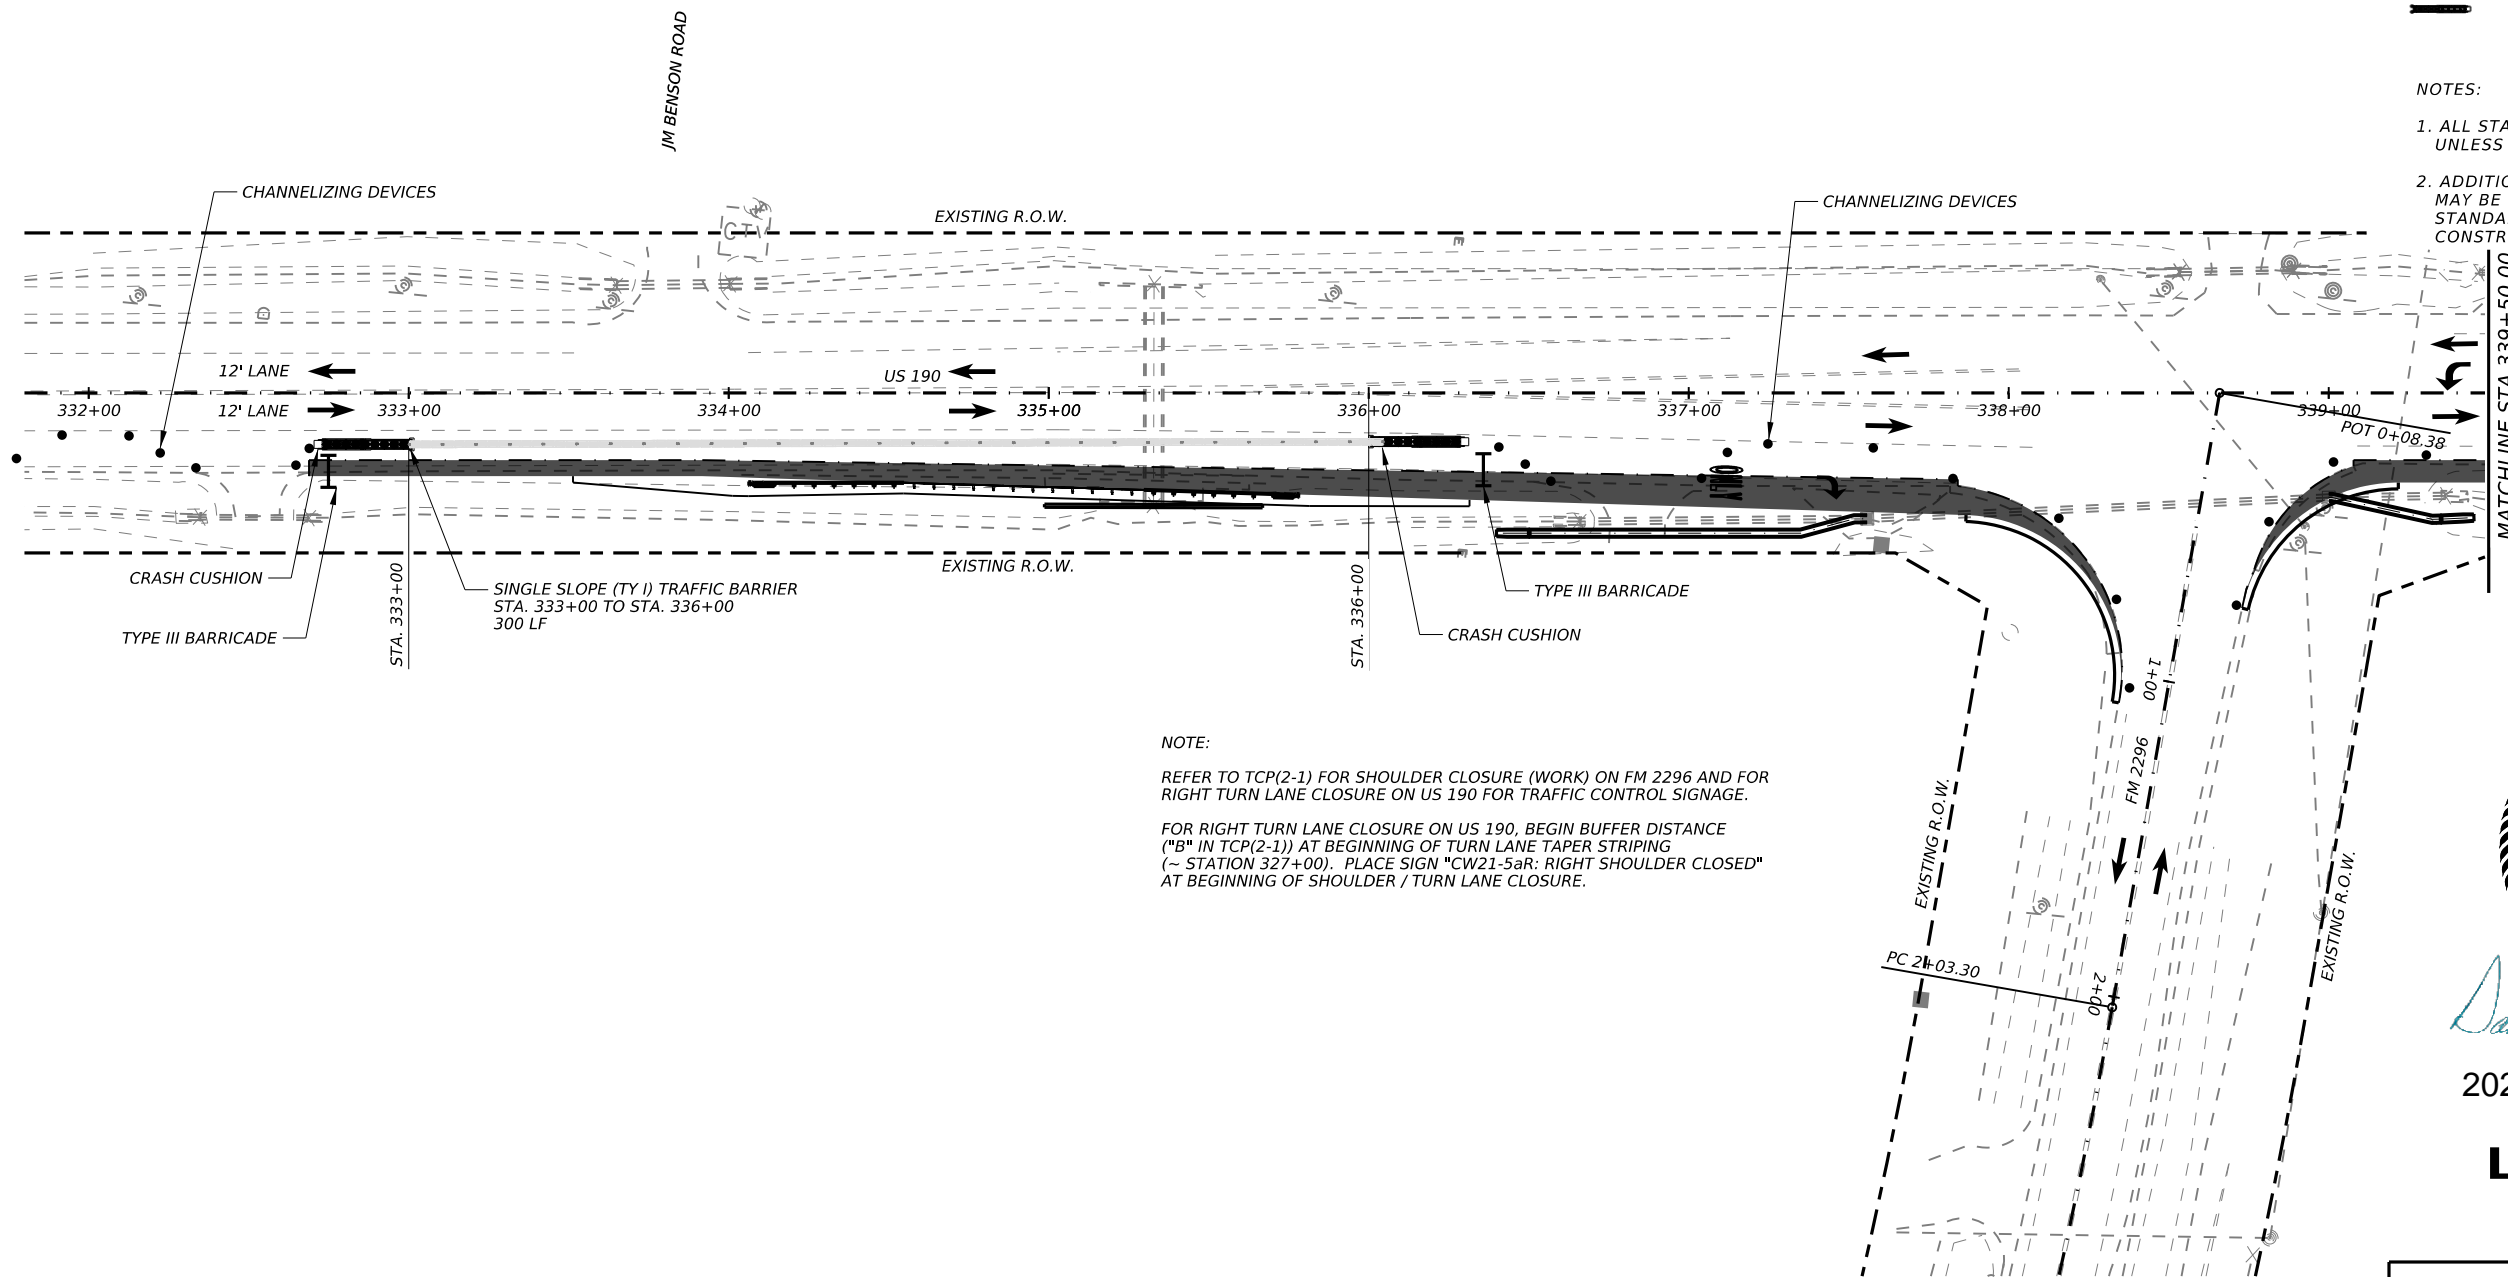 JM BENSON ROAD
NOTES:
1. ALL STA
UNLESS
2. ADDITIO
MAY BE
STANDA
CONSTR
CHANNELIZING DEVICES
EXISTING R.O.W.
CHANNELIZING DEVICES
12' LANE
US 190
12' LANE
332+00
333+00
334+00
335+00
336+00
337+00
338+00
339+00
POT 0+08.38
MATCHLINE STA 339+50.00
ONLY
EXISTING R.O.W.
CRASH CUSHION
TYPE III BARRICADE
STA. 333+00
SINGLE SLOPE (TY I) TRAFFIC BARRIER
STA. 333+00 TO STA. 336+00
300 LF
STA. 336+00
TYPE III BARRICADE
CRASH CUSHION
1+00
FM 2296
EXISTING R.O.W.
EXISTING R.O.W.
PC 2+03.30
2+00
NOTE:
REFER TO TCP(2-1) FOR SHOULDER CLOSURE (WORK) ON FM 2296 AND FOR
RIGHT TURN LANE CLOSURE ON US 190 FOR TRAFFIC CONTROL SIGNAGE.
FOR RIGHT TURN LANE CLOSURE ON US 190, BEGIN BUFFER DISTANCE
("B" IN TCP(2-1)) AT BEGINNING OF TURN LANE TAPER STRIPING
(~ STATION 327+00). PLACE SIGN "CW21-5aR: RIGHT SHOULDER CLOSED"
AT BEGINNING OF SHOULDER / TURN LANE CLOSURE.
202
L